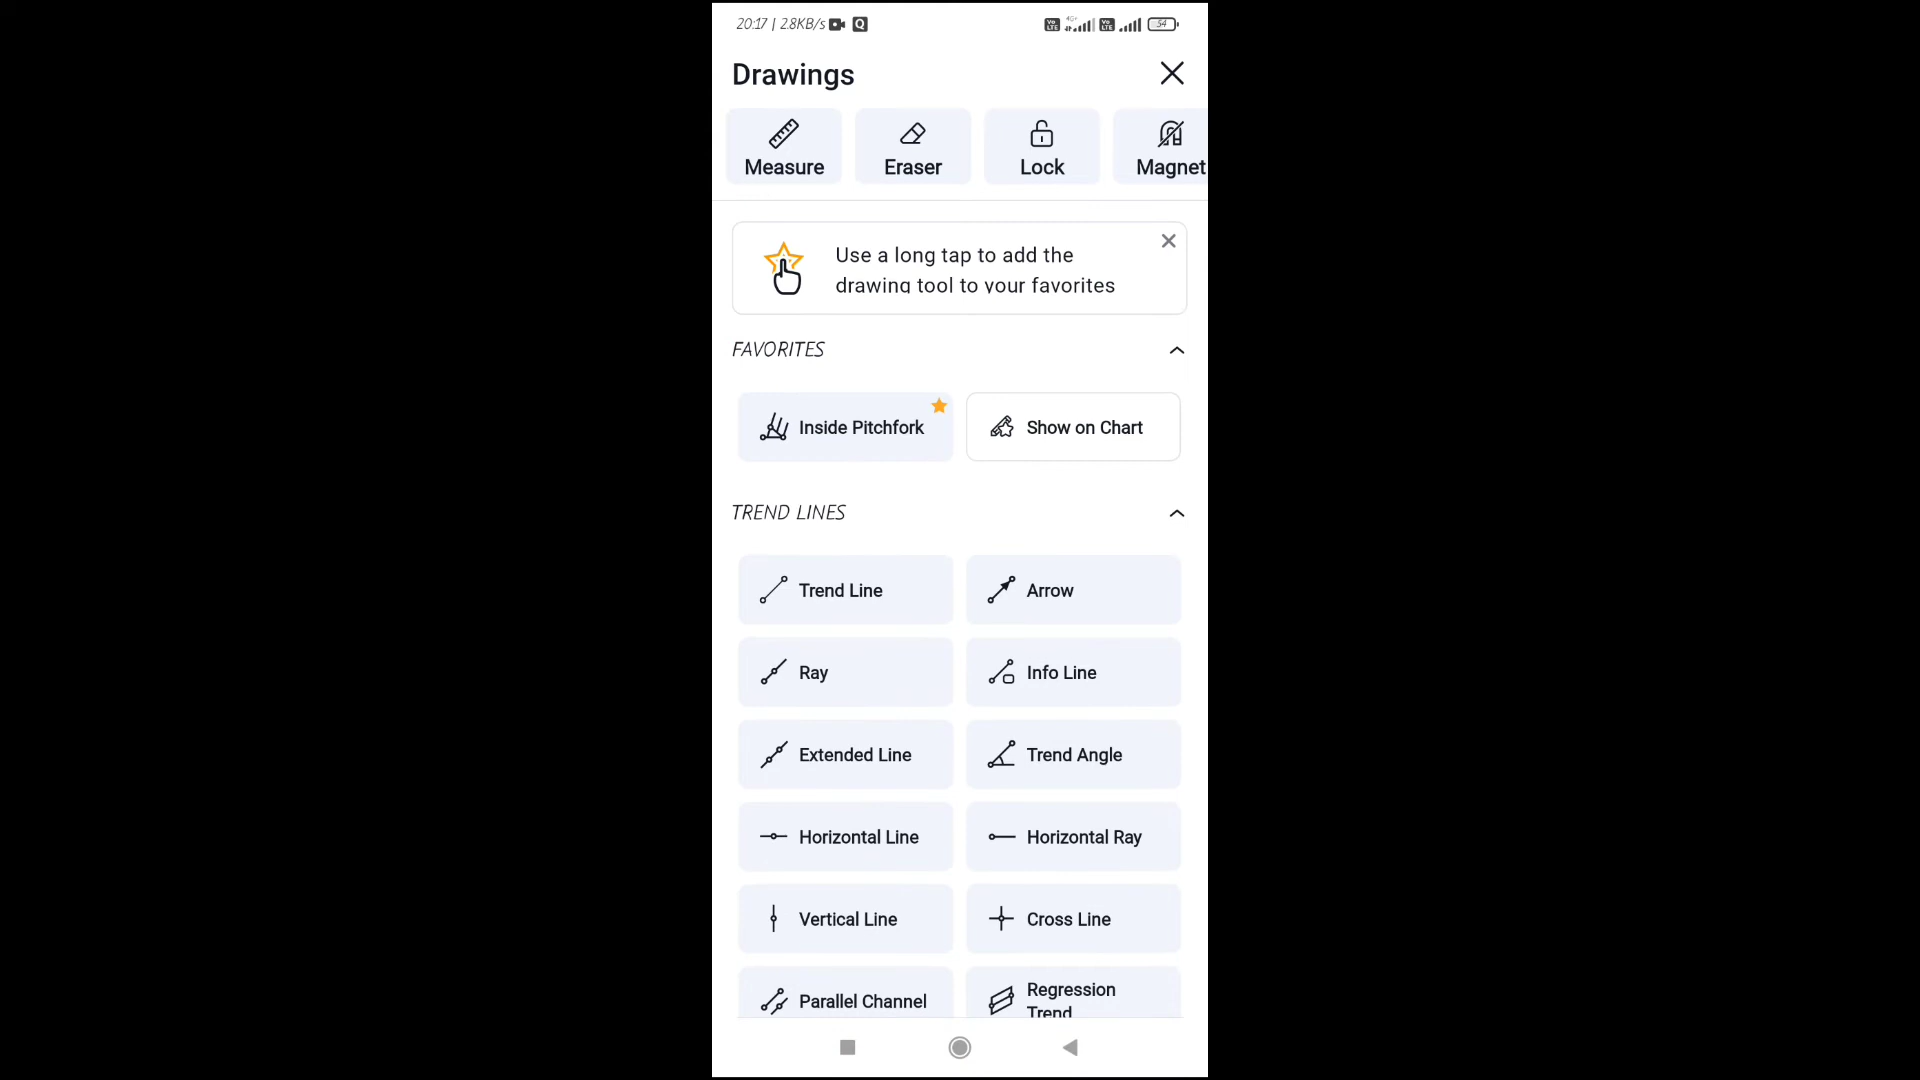 20:17 | 2.8KB/s
54
Drawings
Measure
Eraser
Lock
Magnet
Use a long tap to add the
drawing tool to your favorites
FAVORITES
Inside Pitchfork
Show on Chart
TREND LINES
Trend Line
Arrow
Ray
Info Line
Extended Line
Trend Angle
Horizontal Line
Horizontal Ray
Vertical Line
Cross Line
Parallel Channel
Regression
Trend